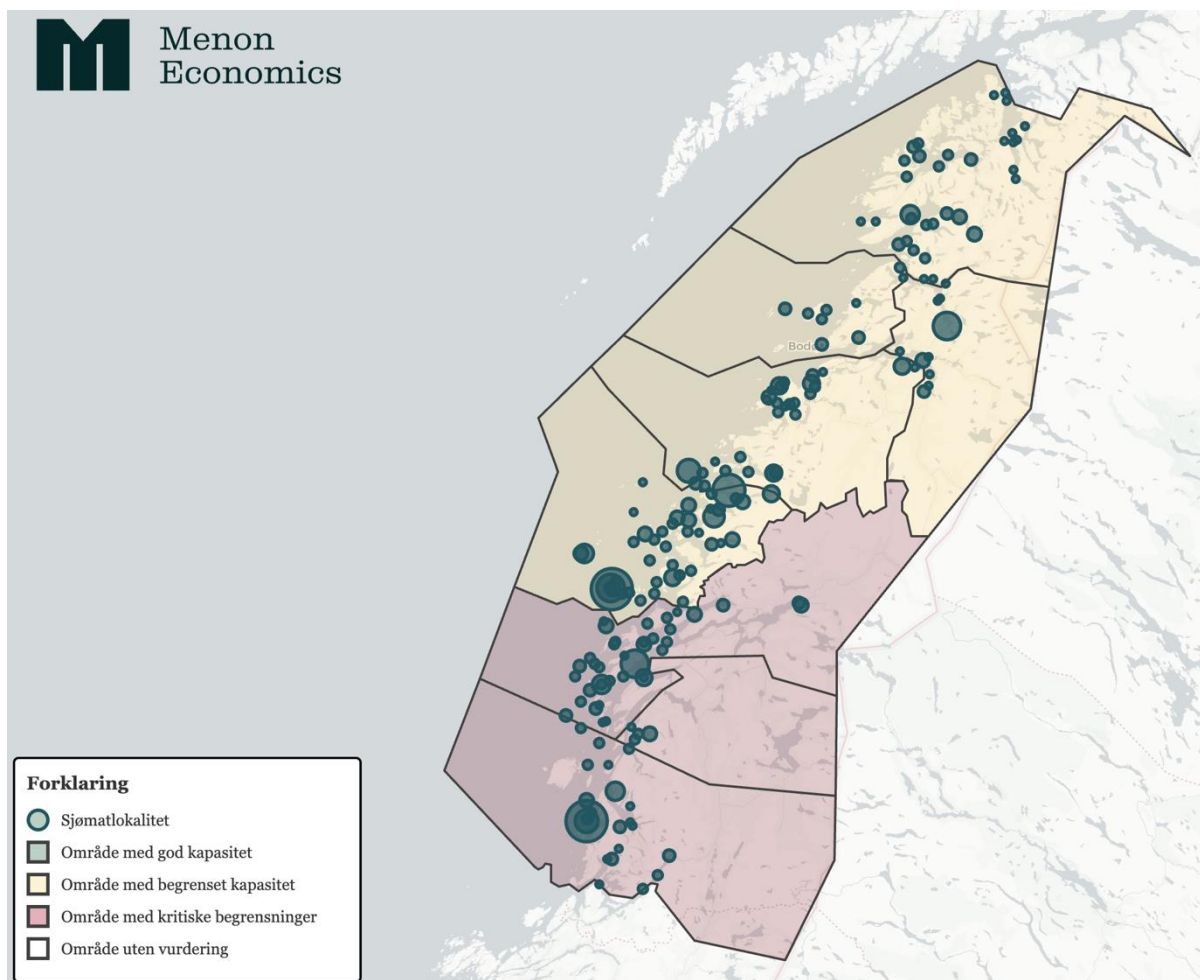 Menon
Economics
Forklaring
Sjømatlokalitet
Område med god kapasitet
Område med begrenset kapasitet
Område med kritiske begrensninger
Område uten vurdering